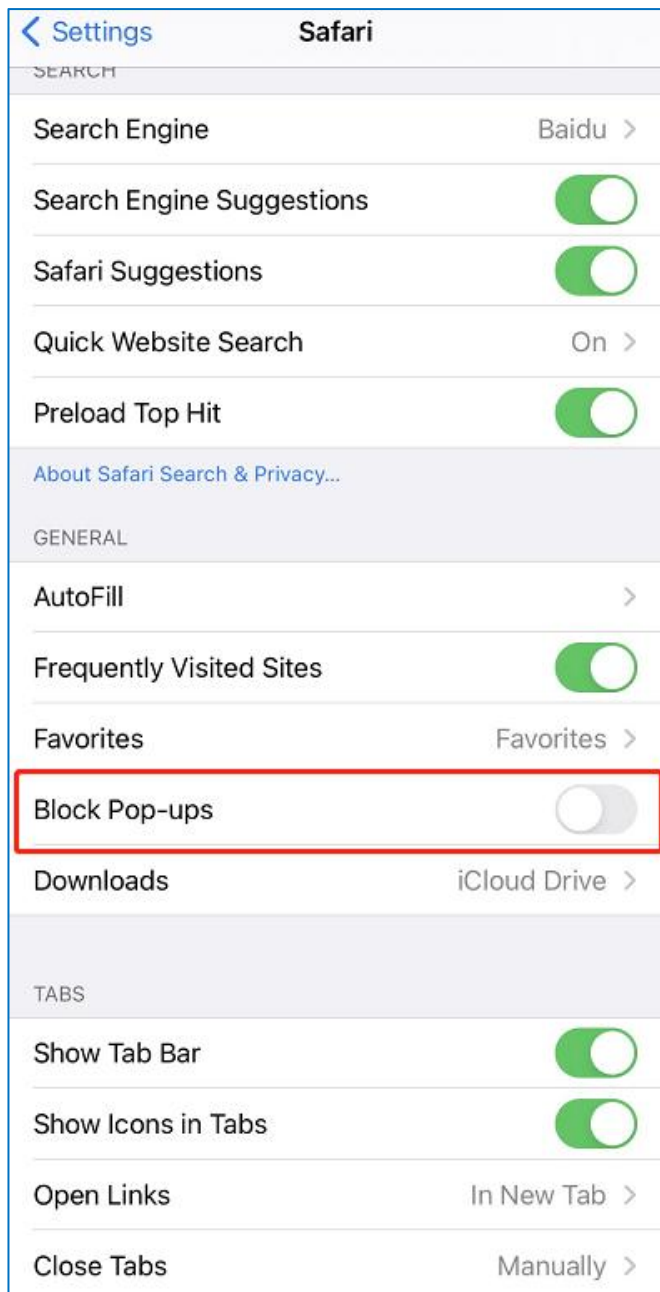 Settings
Safari
SEARCH
Search Engine Baidu
Search Engine Suggestions
Safari Suggestions
Quick Website Search On
Preload Top Hit
About Safari Search & Privacy...
GENERAL
AutoFill
Frequently Visited Sites
Favorites Favorites
Block Pop-ups
Downloads iCloud Drive
TABS
Show Tab Bar
Show Icons in Tabs
Open Links In New Tab
Close Tabs Manually